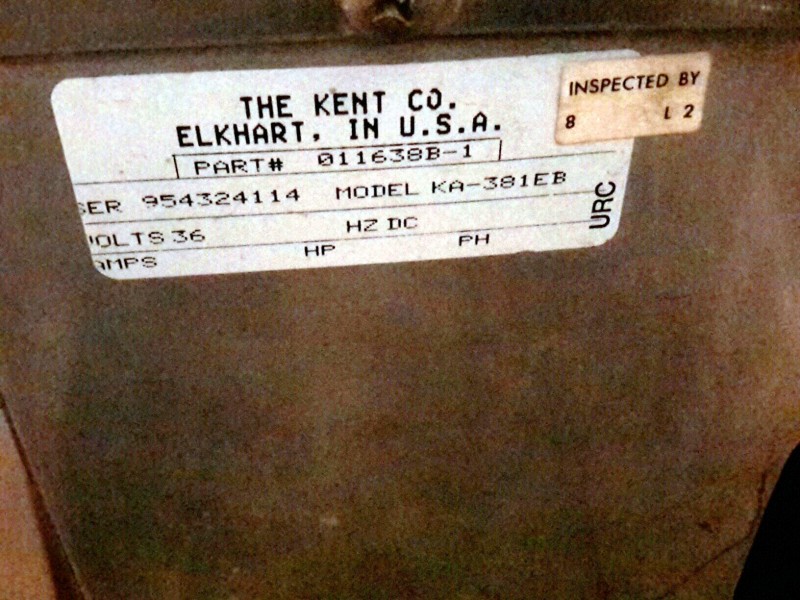 THE KENT CO.
ELKHART, IN U.S.A.
PART# 011638B-1
SER 954324114 MODEL KA-381EB
VOLTS 36 HZ DC
AMPS HP PH
URC
INSPECTED BY
8 L 2